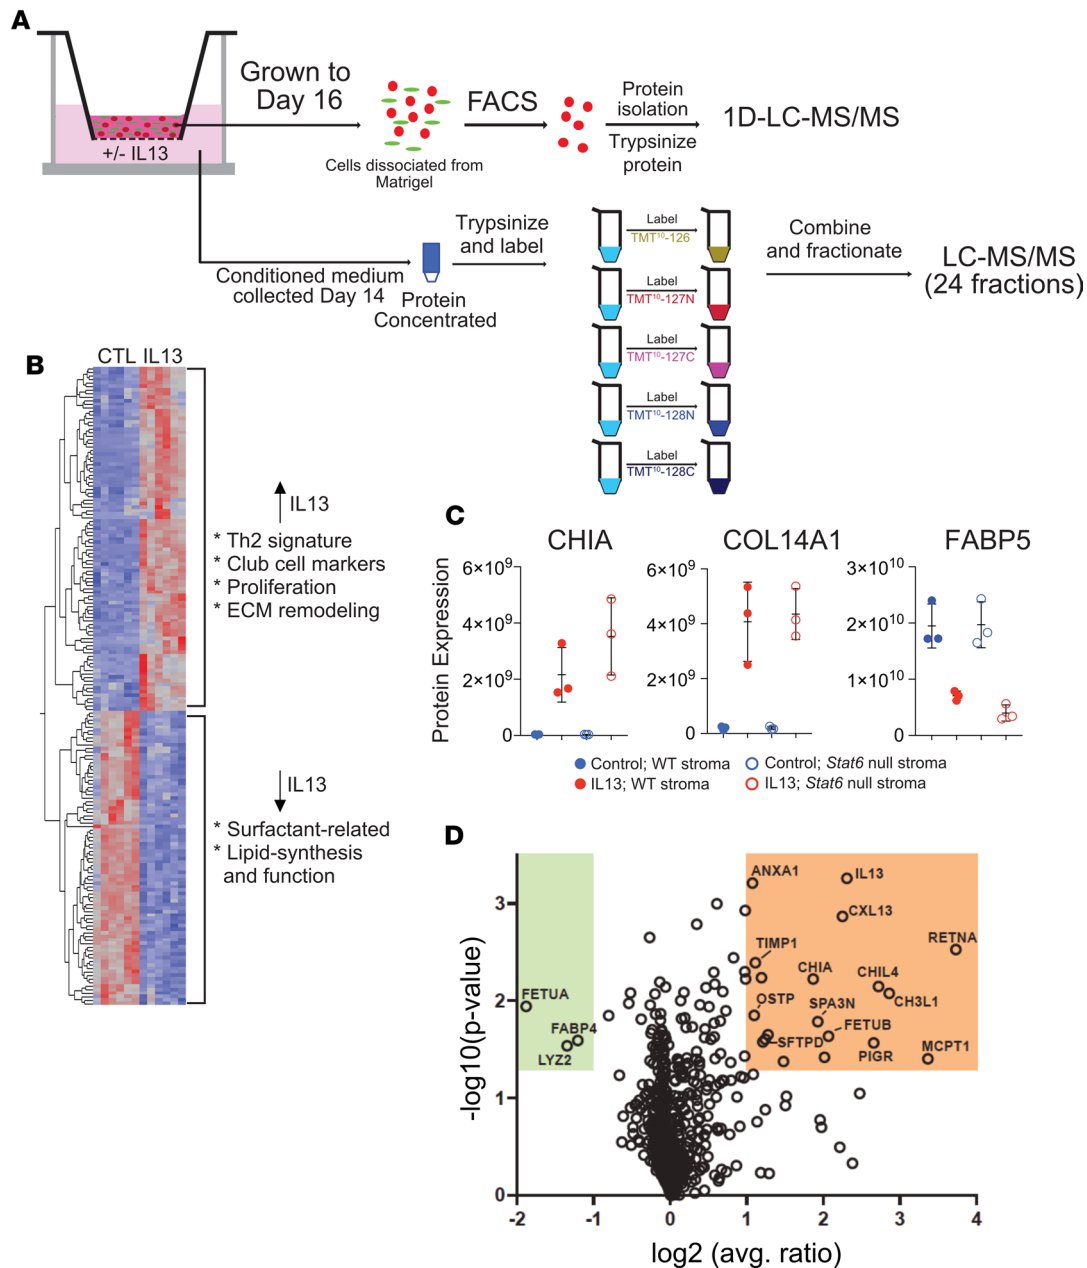 A
Grown to
Day 16
+/- IL13
Cells dissociated from
Matrigel
FACS
Protein
isolation
Trypsinize
protein
1D-LC-MS/MS
Conditioned medium
collected Day 14
Protein
Concentrated
Trypsinize
and label
Label
TMT¹⁰-126
Label
TMT¹⁰-127N
Label
TMT¹⁰-127C
Label
TMT¹⁰-128N
Label
TMT¹⁰-128C
Combine
and fractionate
LC-MS/MS
(24 fractions)
B
CTL IL13
IL13
* Th2 signature
* Club cell markers
* Proliferation
* ECM remodeling
IL13
* Surfactant-related
* Lipid-synthesis
and function
C
Protein Expression
CHIA
6×10⁹
4×10⁹
2×10⁹
0
COL14A1
6×10⁹
4×10⁹
2×10⁹
0
FABP5
3×10¹⁰
2×10¹⁰
1×10¹⁰
0
Control; WT stroma
Control; Stat6 null stroma
IL13; WT stroma
IL13; Stat6 null stroma
D
-log10(p-value)
3
2
1
0
ANXA1
IL13
CXL13
RETNA
TIMP1
CHIA
CHIL4
CH3L1
OSTP
SPA3N
FETUB
SFTPD
PIGR
MCPT1
FETUA
FABP4
LYZ2
-2
-1
0
1
2
3
4
log2 (avg. ratio)